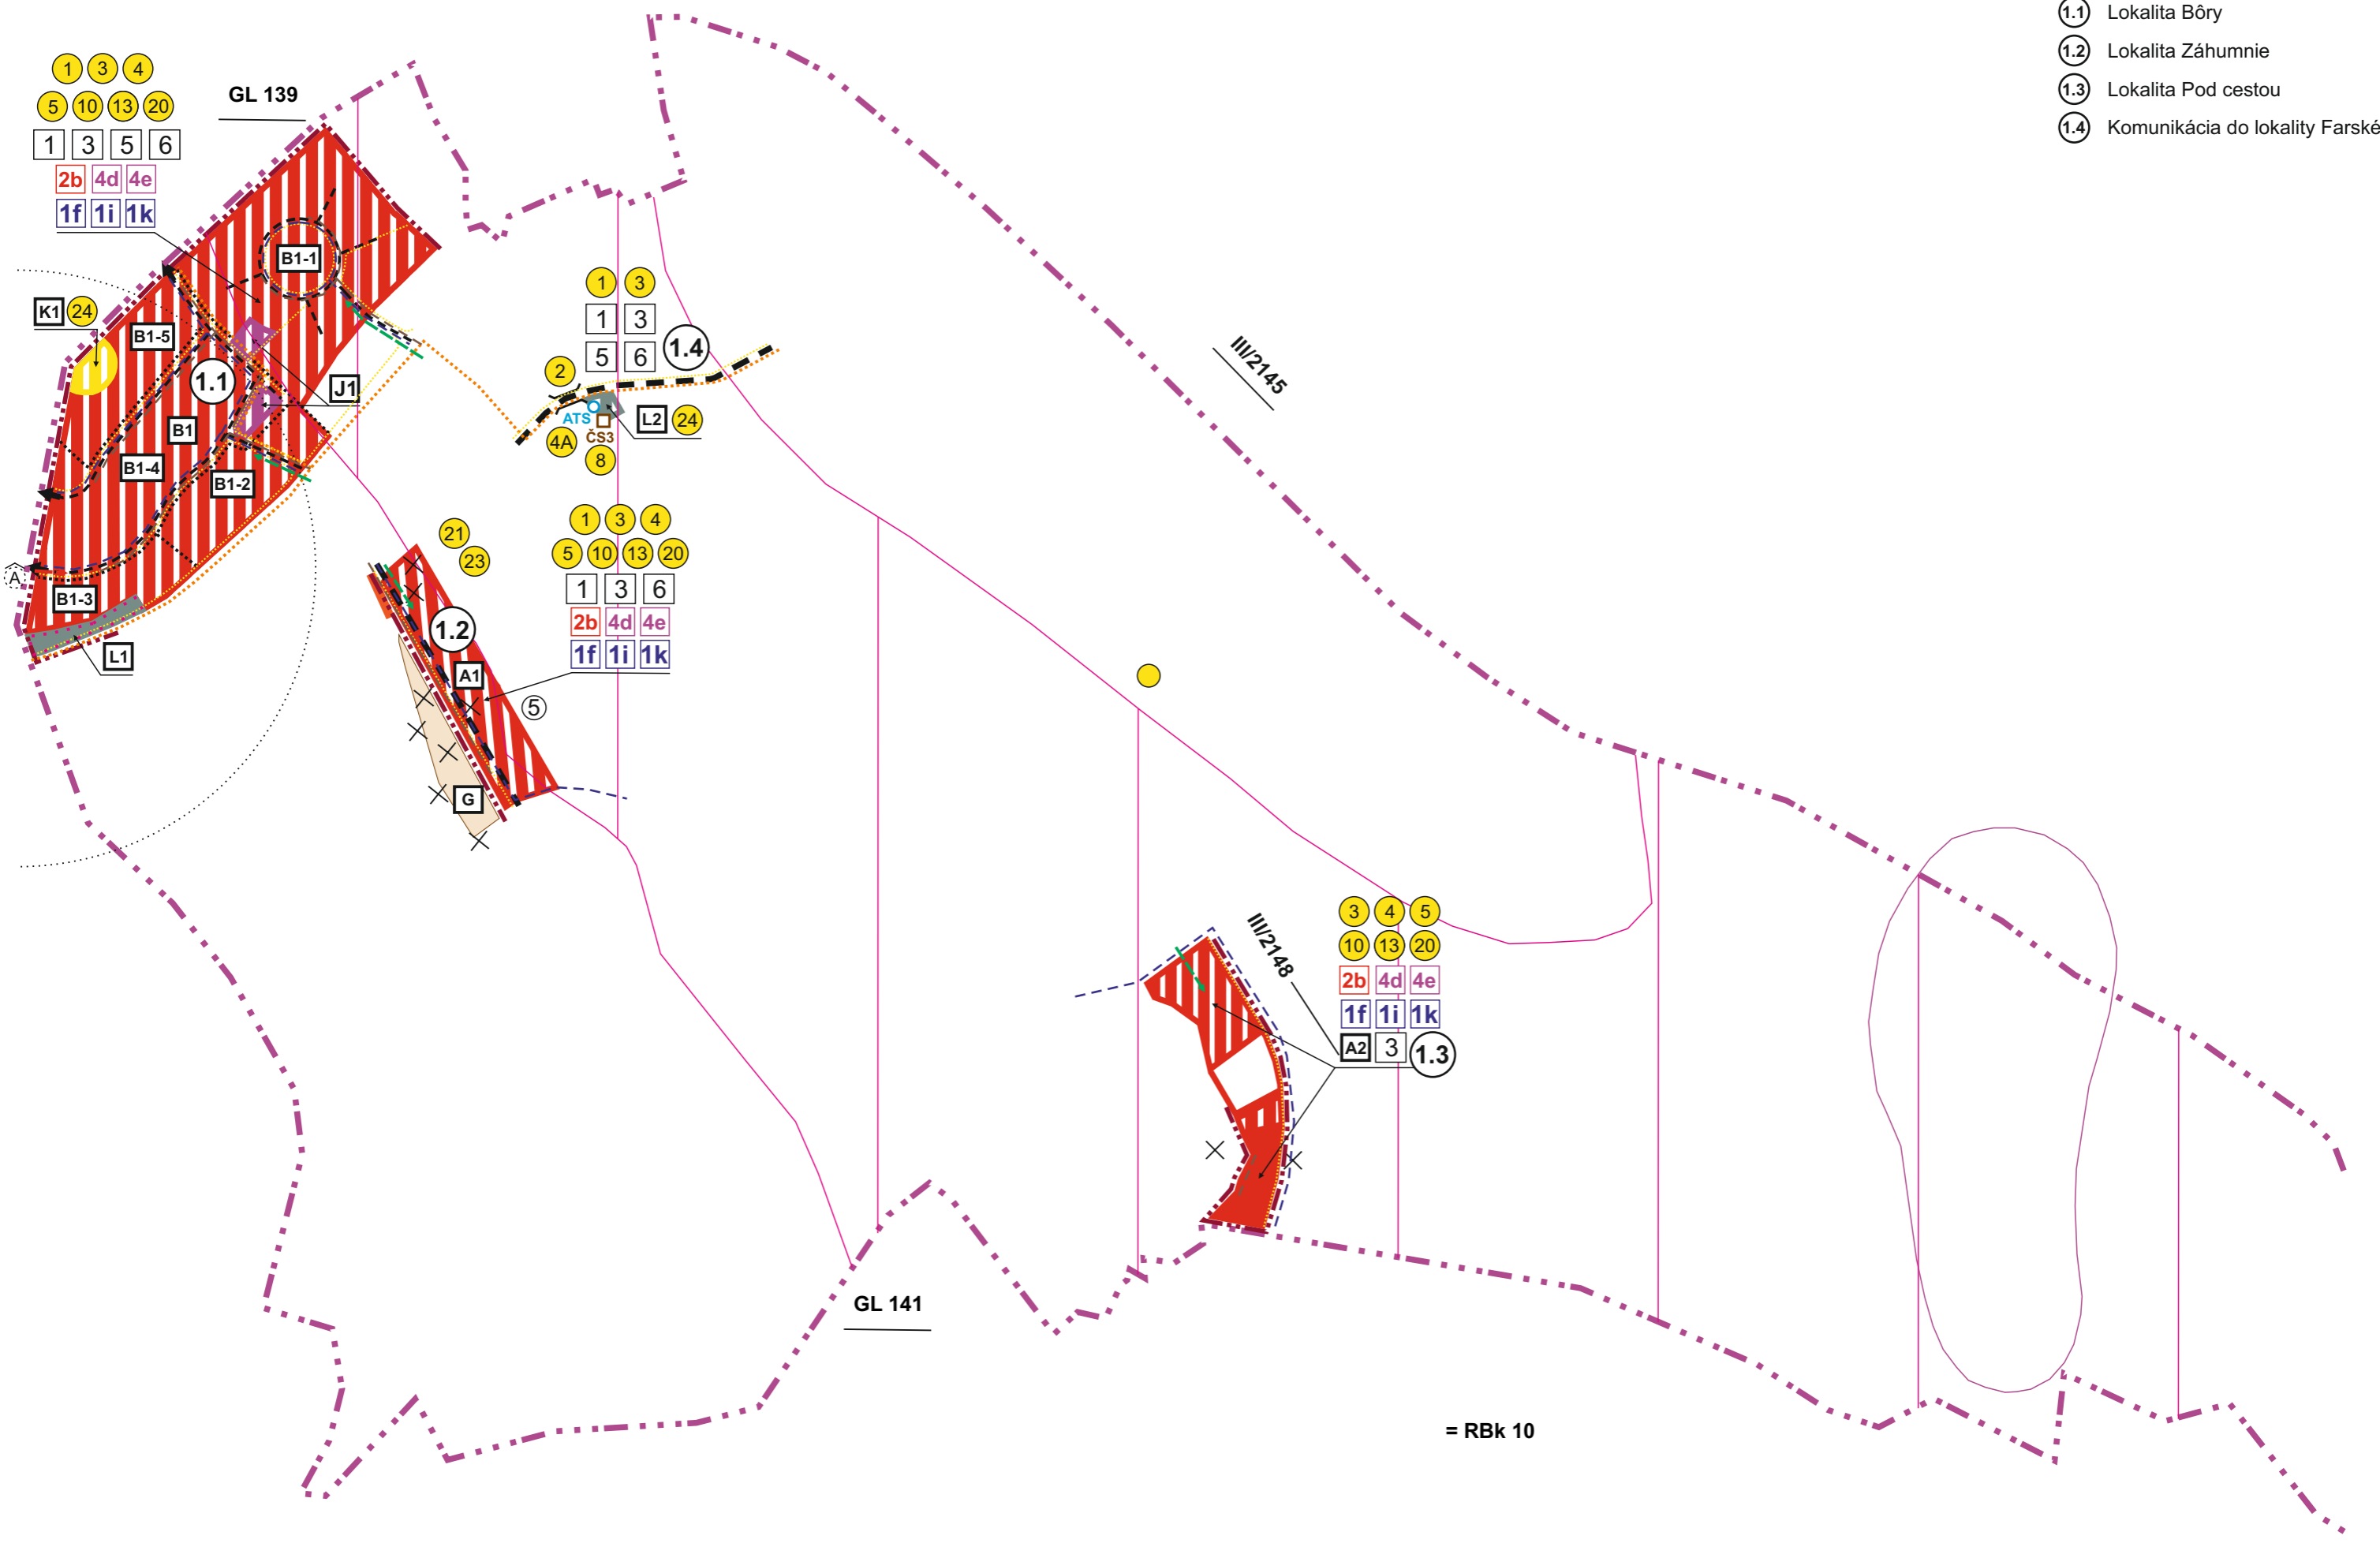 1.1 Lokalita Bôry
1.2 Lokalita Záhumnie
1.3 Lokalita Pod cestou
1.4 Komunikácia do lokality Farské
1 3 4
5 10 13 20
1 3 5 6
2b 4d 4e
1f 1i 1k
GL 139
B1-1
K1 24
B1-5
1.1
J1
B1
B1-4
B1-2
A
B1-3
L1
1 3
1 3
5 6
1.4
2
ATS
L2 24
4A
ČS3
8
III/2145
21
23
1 3 4
5 10 13 20
1 3 6
2b 4d 4e
1f 1i 1k
1.2
A1
5
G
3 4 5
10 13 20
2b 4d 4e
1f 1i 1k
A2 3 1.3
III/2148
GL 141
= RBk 10